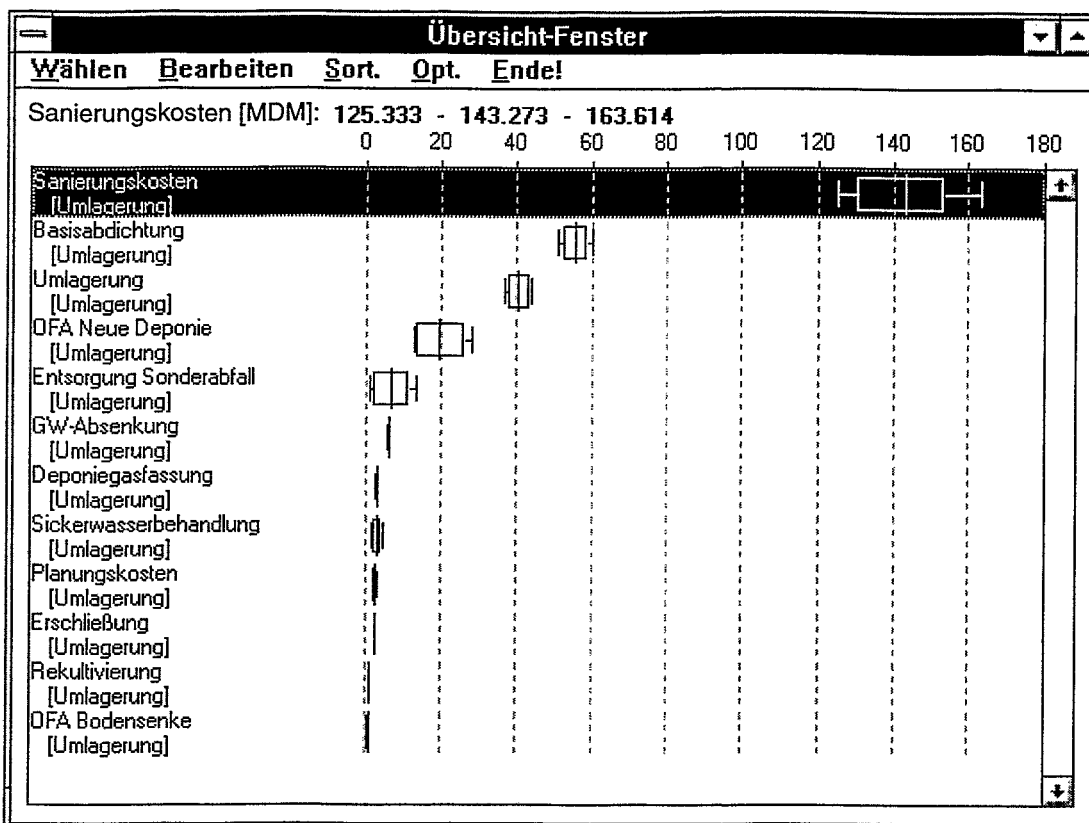 Übersicht-Fenster
Wählen Bearbeiten Sort. Opt. Ende!
Sanierungskosten [MDM]: 125.333 - 143.273 - 163.614
0 20 40 60 80 100 120 140 160 180
Sanierungskosten
[Umlagerung]
Basisabdichtung
[Umlagerung]
Umlagerung
[Umlagerung]
OFA Neue Deponie
[Umlagerung]
Entsorgung Sonderabfall
[Umlagerung]
GW-Absenkung
[Umlagerung]
Deponiegasfassung
[Umlagerung]
Sickerwasserbehandlung
[Umlagerung]
Planungskosten
[Umlagerung]
Erschließung
[Umlagerung]
Rekultivierung
[Umlagerung]
OFA Bodensenke
[Umlagerung]